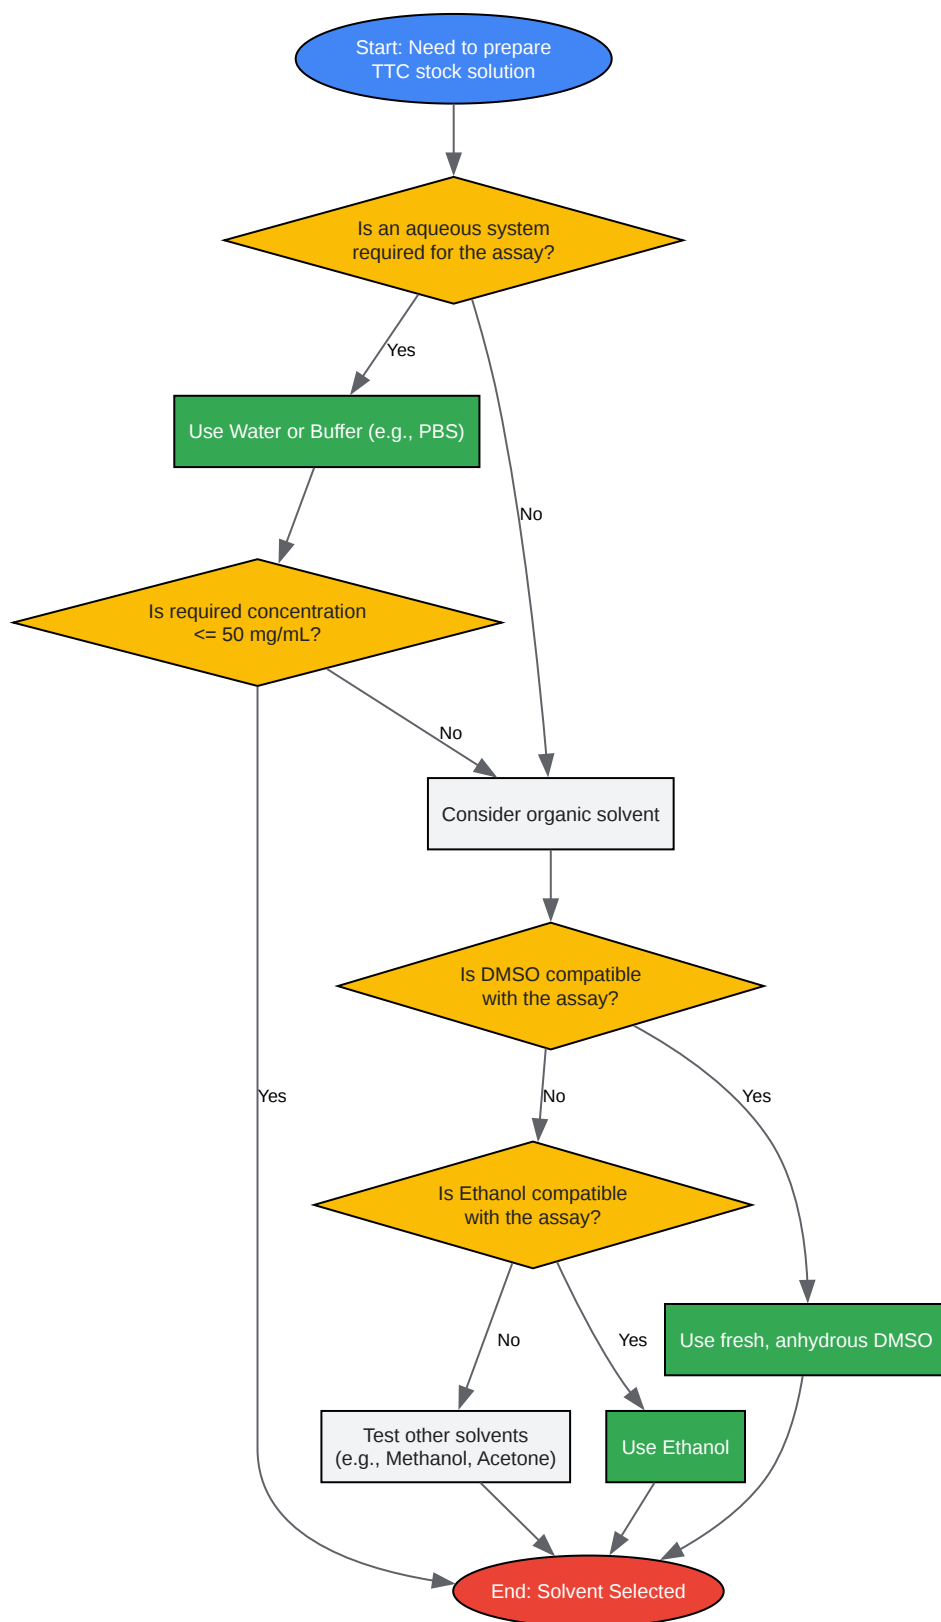 Start: Need to prepare
TTC stock solution
Is an aqueous system
required for the assay?
Yes
Use Water or Buffer (e.g., PBS)
No
Is required concentration
<= 50 mg/mL?
No
Consider organic solvent
Is DMSO compatible
with the assay?
Yes
No
Yes
Is Ethanol compatible
with the assay?
No
Yes
Use fresh, anhydrous DMSO
Test other solvents
(e.g., Methanol, Acetone)
Use Ethanol
End: Solvent Selected